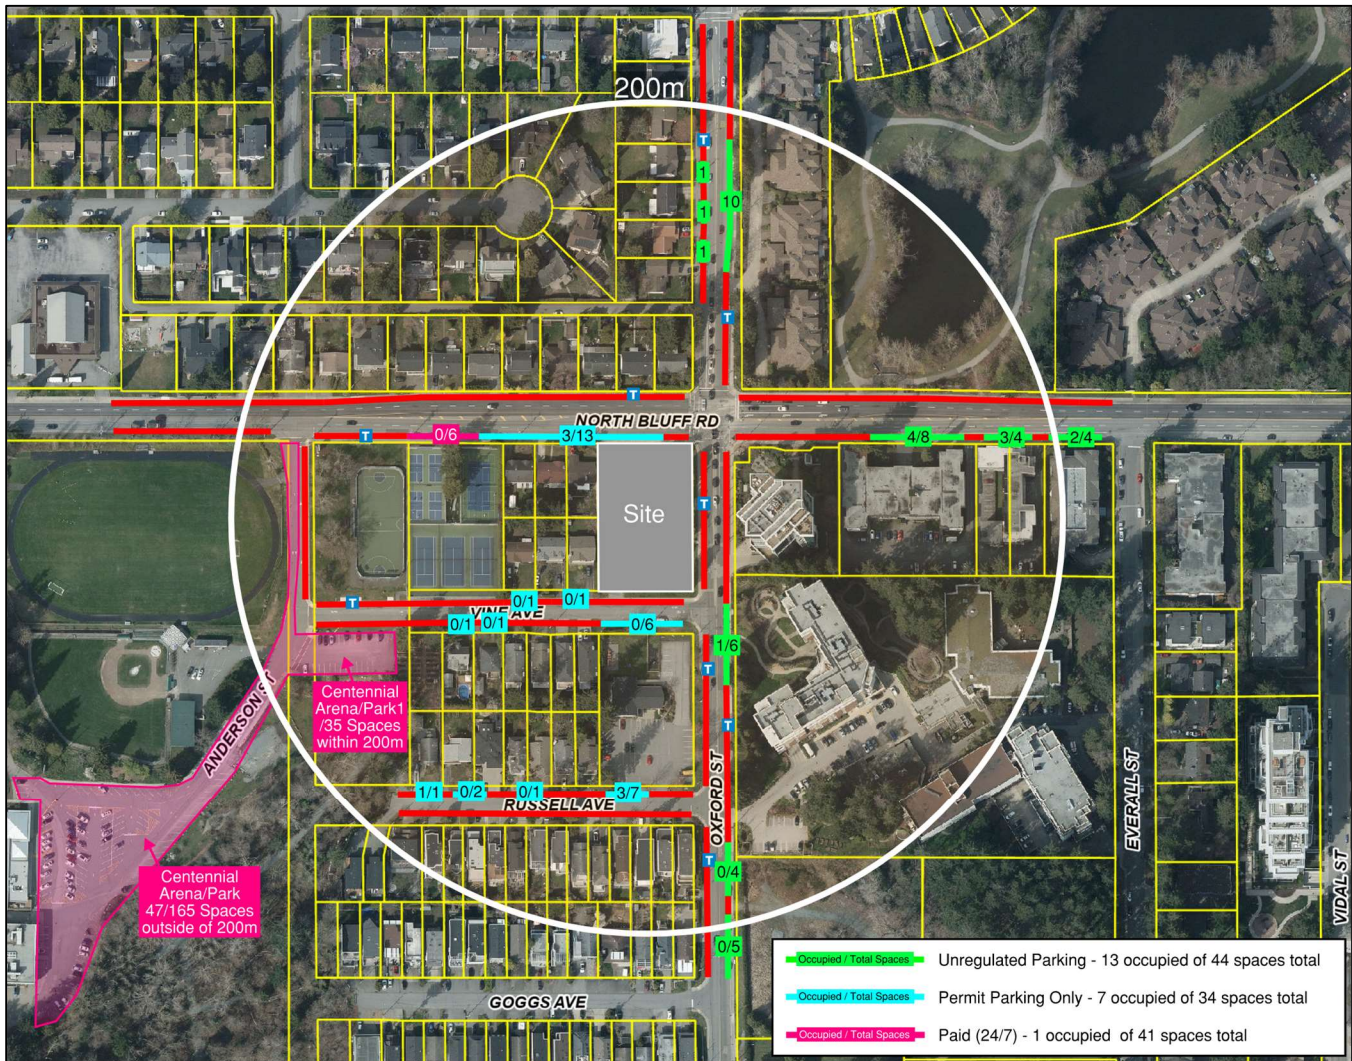 200m
T
1
1
10
1
T
T
NORTH BLUFF RD
T
0/6
3/13
4/8
3/4
2/4
Site
T
T
0/1
0/1
VINE AVE
0/1
0/1
0/6
1/6
T
Centennial
Arena/Park1
/35 Spaces
within 200m
ANDERSON ST
T
OXFORD ST
EVERALL ST
1/1
0/2
0/1
3/7
RUSSELL AVE
T
0/4
VIDAL ST
Centennial
Arena/Park
47/165 Spaces
outside of 200m
0/5
GOGGS AVE
Occupied / Total Spaces Unregulated Parking - 13 occupied of 44 spaces total
Occupied / Total Spaces Permit Parking Only - 7 occupied of 34 spaces total
Occupied / Total Spaces Paid (24/7) - 1 occupied of 41 spaces total